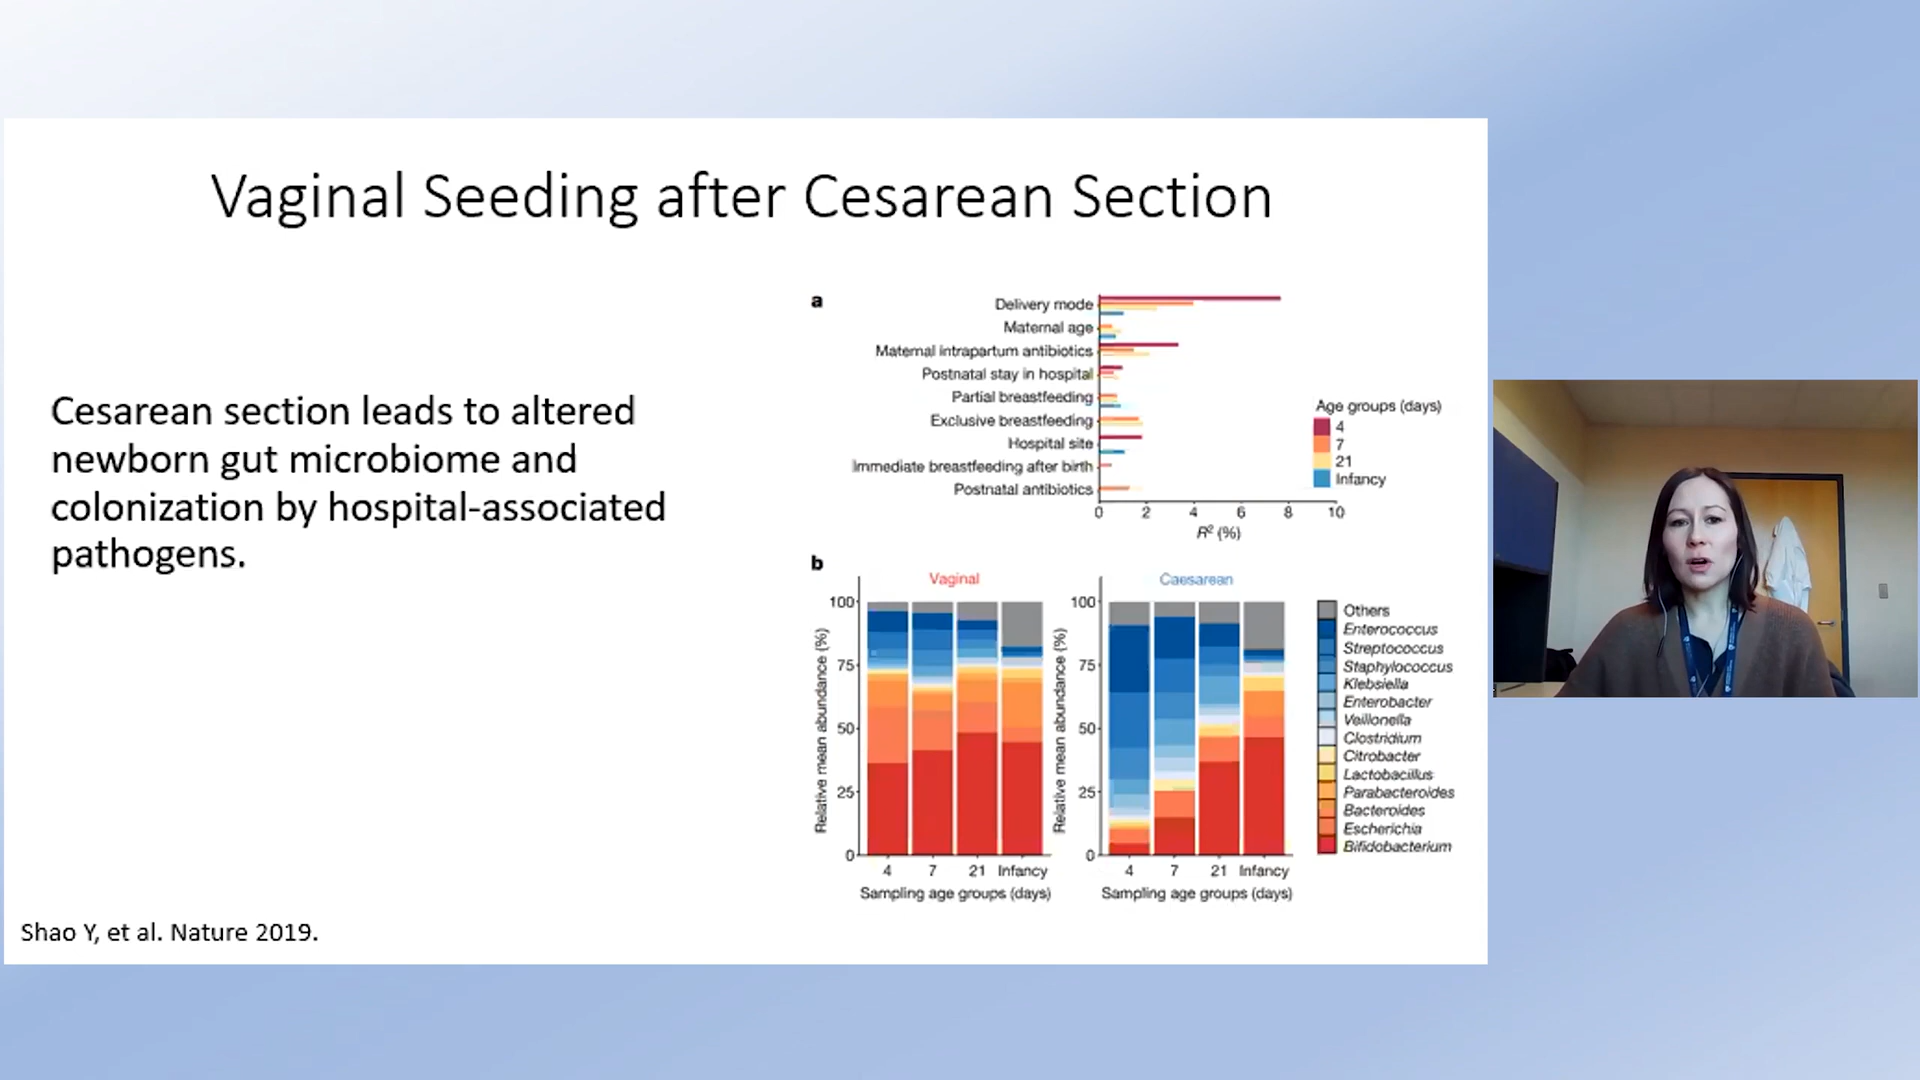 Vaginal Seeding after Cesarean Section
Cesarean section leads to altered
newborn gut microbiome and
colonization by hospital-associated
pathogens.
Shao Y, et al. Nature 2019.
a
Delivery mode
Maternal age
Maternal intrapartum antibiotics
Postnatal stay in hospital
Partial breastfeeding
Exclusive breastfeeding
Hospital site
Immediate breastfeeding after birth
Postnatal antibiotics
0 2 4 6 8 10
R² (%)
Age groups (days)
4
7
21
Infancy
b
Vaginal
Relative mean abundance (%)
100
75
50
25
0
4 7 21 Infancy
Sampling age groups (days)
Caesarean
Relative mean abundance (%)
100
75
50
25
0
4 7 21 Infancy
Sampling age groups (days)
Others
Enterococcus
Streptococcus
Staphylococcus
Klebsiella
Enterobacter
Veillonella
Clostridium
Citrobacter
Lactobacillus
Parabacteroides
Bacteroides
Escherichia
Bifidobacterium